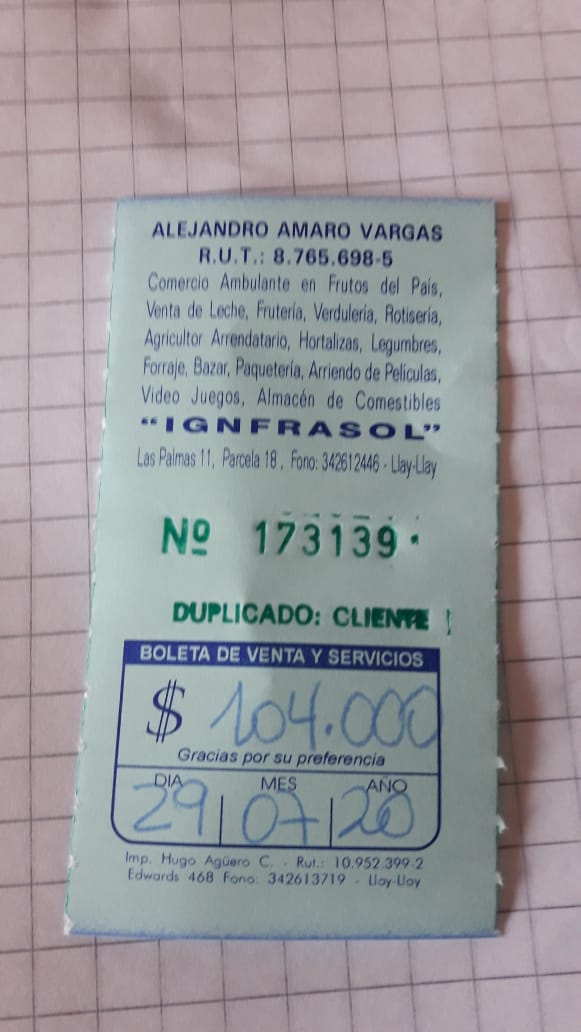 ALEJANDRO AMARO VARGAS
R.U.T.: 8.765.698-5
Comercio Ambulante en Frutos del País,
Venta de Leche, Frutería, Verdulería, Rotisería,
Agricultor Arrendatario, Hortalizas, Legumbres,
Forraje, Bazar, Paquetería, Arriendo de Películas,
Video Juegos, Almacén de Comestibles
"IGNFRASOL"
Las Palmas 11, Parcela 18, Fono: 342612446 - Llay-Llay
Nº 173139
DUPLICADO: CLIENTE
BOLETA DE VENTA Y SERVICIOS
$ 104.000
Gracias por su preferencia
DIA MES AÑO
29 07 20
Imp. Hugo Agüero C. - Rut.: 10.952.399-2
Edwards 468 Fono: 342613719 - Llay-Llay